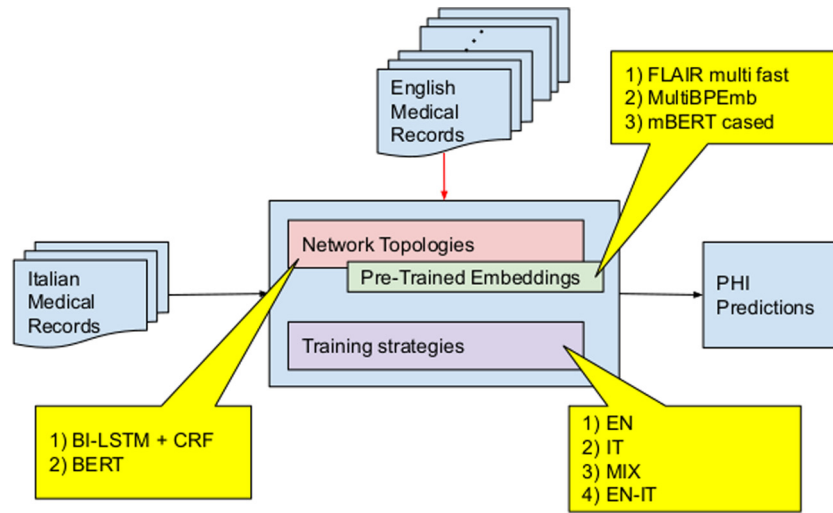 English
Medical
Records
1) FLAIR multi fast
2) MultiBPEmb
3) mBERT cased
Network Topologies
Pre-Trained Embeddings
Italian
Medical
Records
PHI
Predictions
Training strategies
1) BI-LSTM + CRF
2) BERT
1) EN
2) IT
3) MIX
4) EN-IT